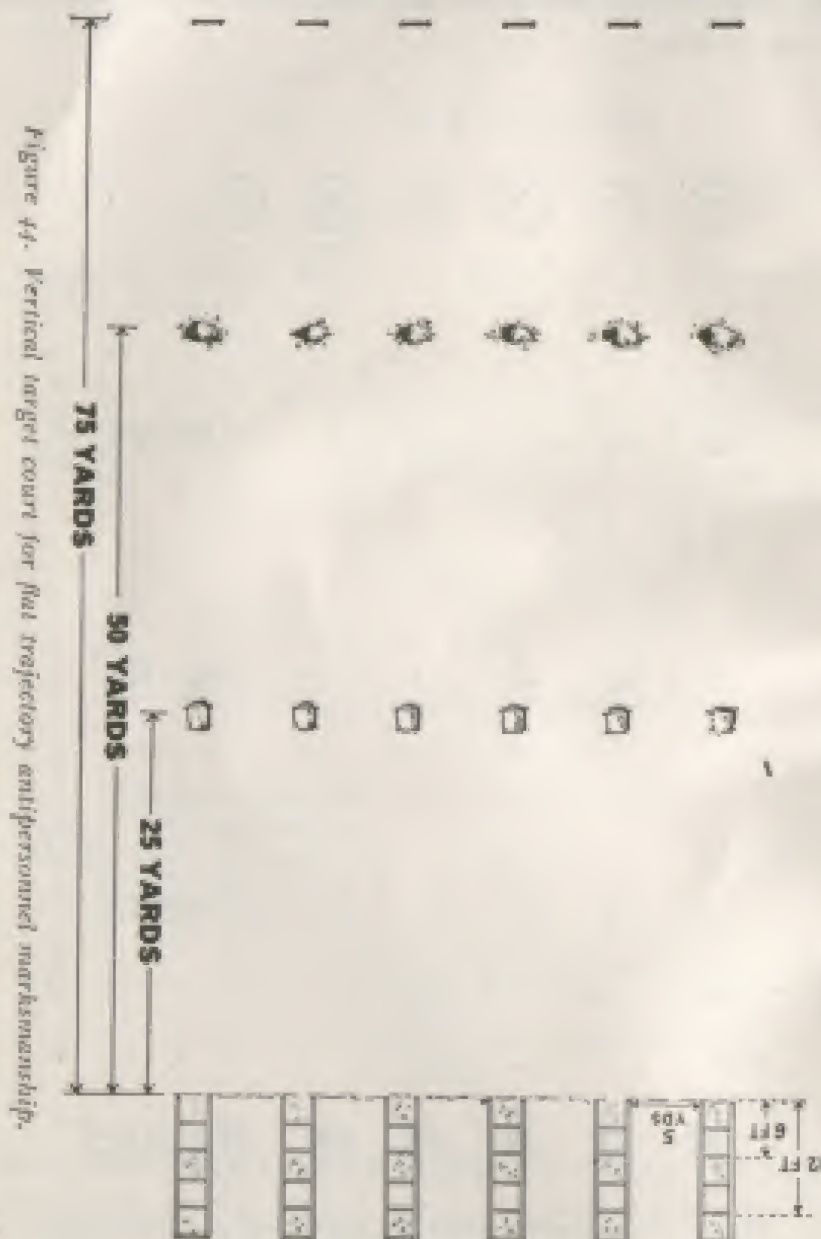 75 YARDS
50 YARDS
25 YARDS
5 YDS
6 FT
2 FT
Figure 44. Vertical target court for flat trajectory antipersonnel marksmanship.